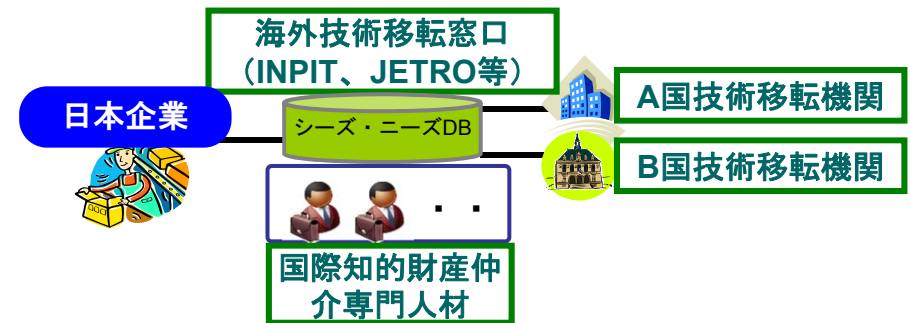 海外技術移転窓口
（INPIT、JETRO等）
日本企業
シーズ・ニーズDB
A国技術移転機関
B国技術移転機関
・・
国際知的財産仲
介専門人材